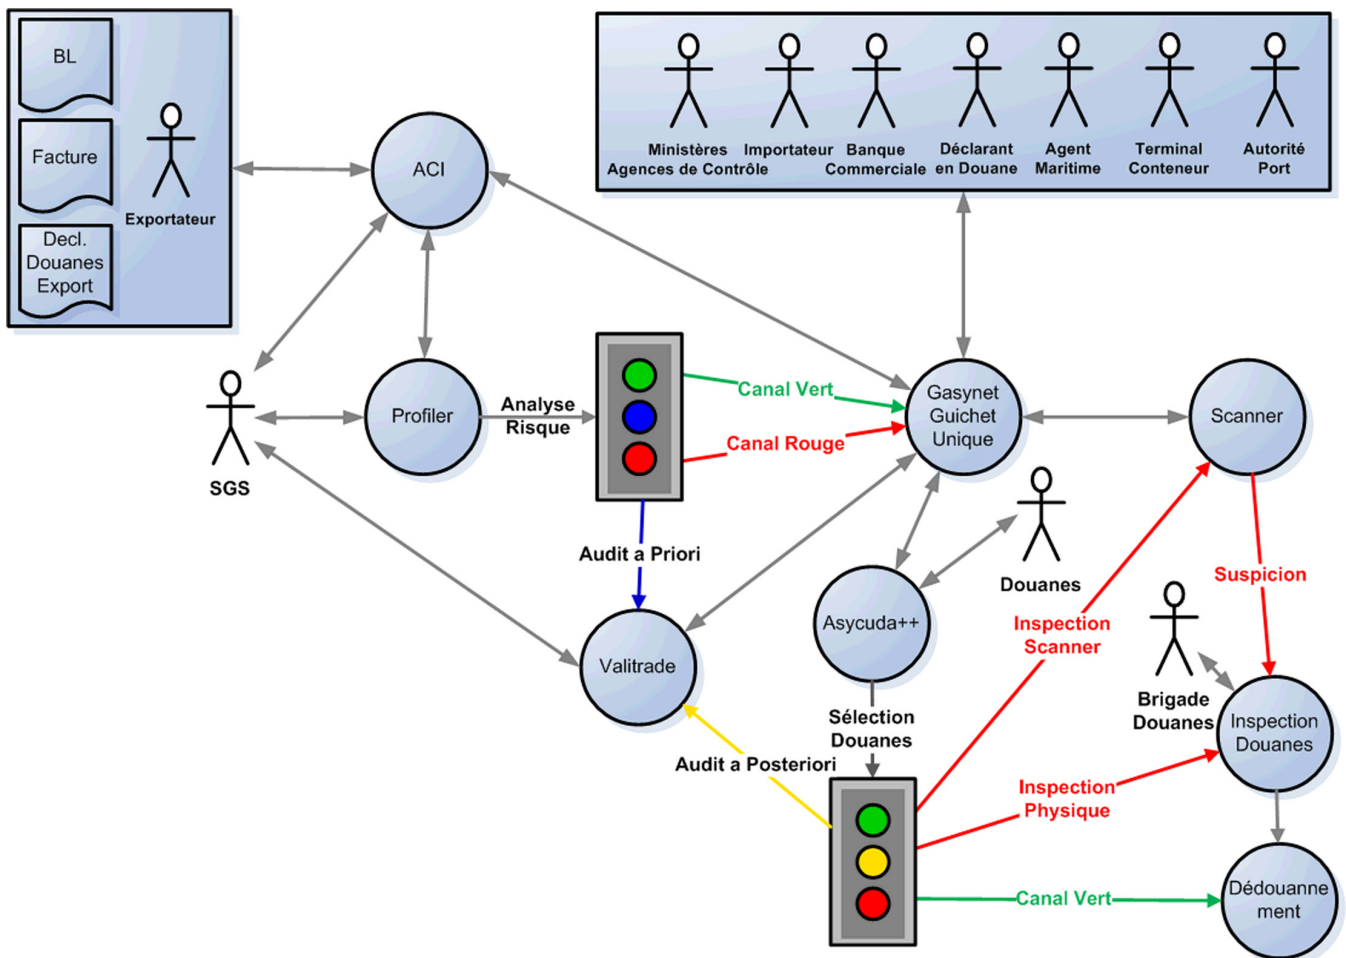 BL
Facture
Decl.
Douanes
Export
Exportateur
ACI
Ministères
Agences de Contrôle
Importateur
Banque
Commerciale
Déclarant
en Douane
Agent
Maritime
Terminal
Conteneur
Autorité
Port
SGS
Profiler
Analyse
Risque
Canal Vert
Canal Rouge
Gasynet
Guichet
Unique
Scanner
Audit a Priori
Douanes
Suspicion
Asycuda++
Inspection
Scanner
Valitrade
Brigade
Douanes
Inspection
Douanes
Sélection
Douanes
Audit a Posteriori
Inspection
Physique
Canal Vert
Dédouanne
ment